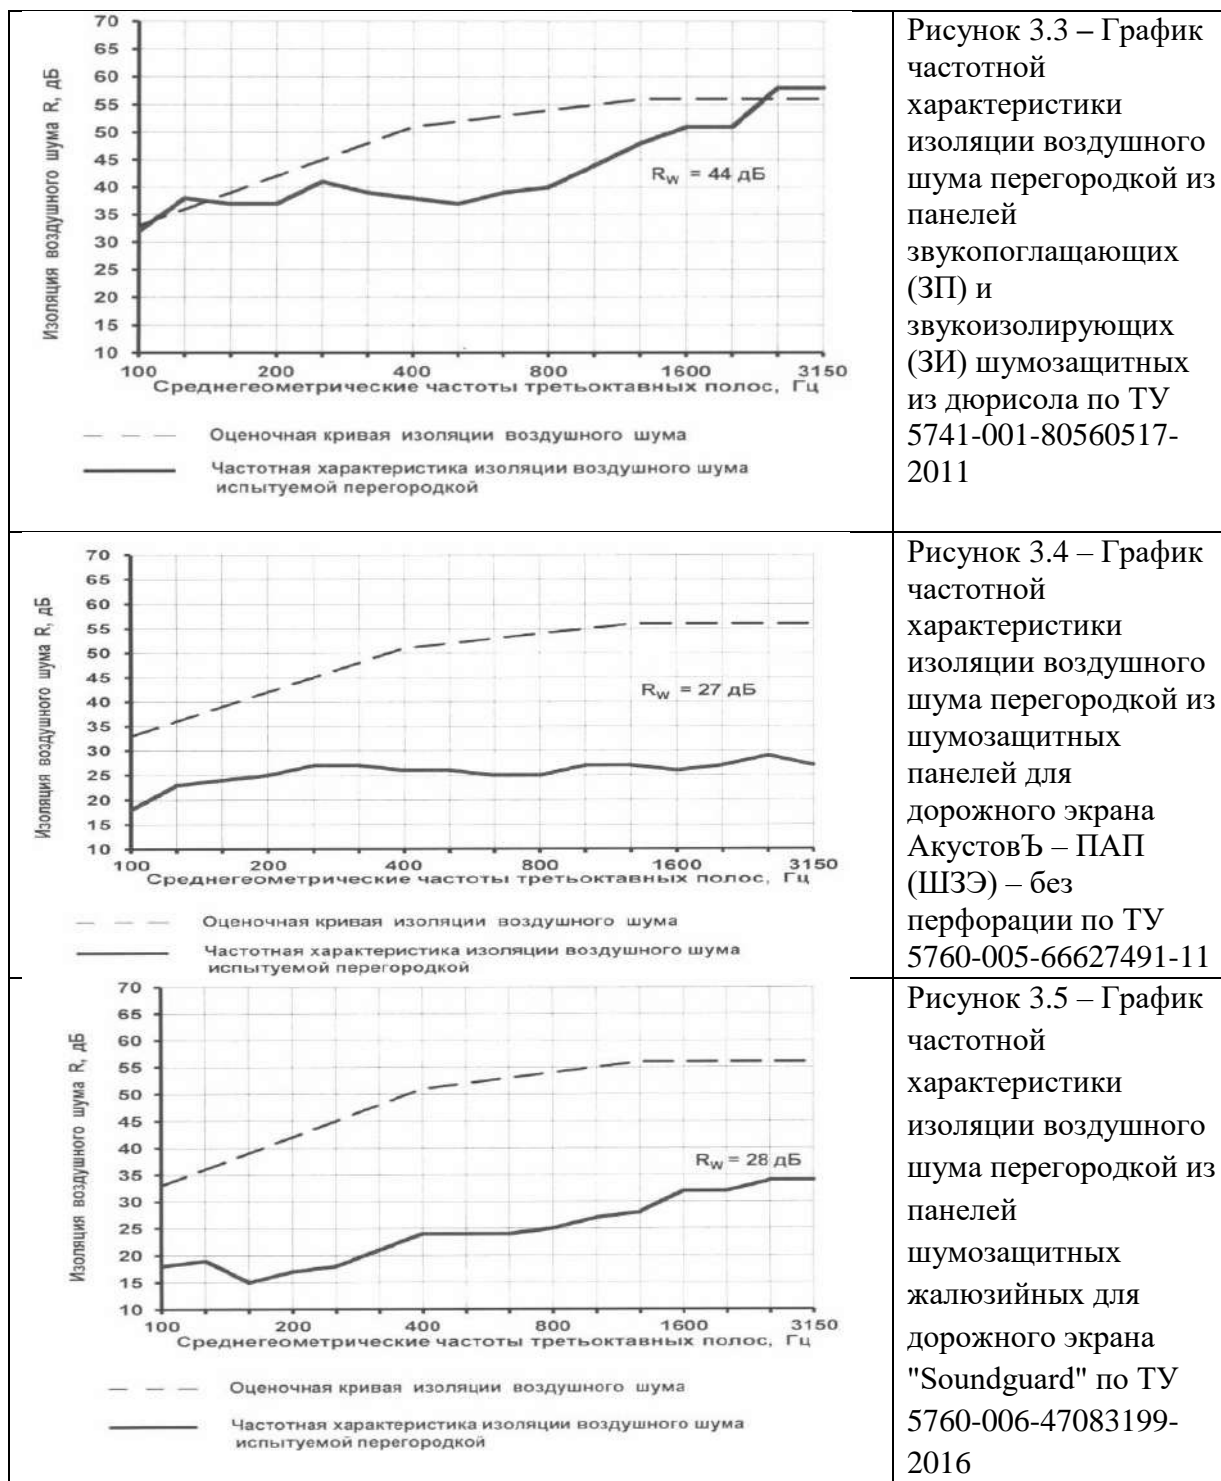 70
65
60
55
50
45
40
35
30
25
20
15
10
Изоляция воздушного шума R, дБ
R_W = 44 дБ
100 200 400 800 1600 3150
Среднегеометрические частоты третьоктавных полос, Гц
Оценочная кривая изоляции воздушного шума
Частотная характеристика изоляции воздушного шума
испытуемой перегородкой
Рисунок 3.3 – График
частотной
характеристики
изоляции воздушного
шума перегородкой из
панелей
звукопоглащающих
(ЗП) и
звукоизолирующих
(ЗИ) шумозащитных
из дюрисола по ТУ
5741-001-80560517-
2011
70
65
60
55
50
45
40
35
30
25
20
15
10
Изоляция воздушного шума R, дБ
R_W = 27 дБ
100 200 400 800 1600 3150
Среднегеометрические частоты третьоктавных полос, Гц
Оценочная кривая изоляции воздушного шума
Частотная характеристика изоляции воздушного шума
испытуемой перегородкой
Рисунок 3.4 – График
частотной
характеристики
изоляции воздушного
шума перегородкой из
шумозащитных
панелей для
дорожного экрана
АкустовЪ – ПАП
(ШЗЭ) – без
перфорации по ТУ
5760-005-66627491-11
70
65
60
55
50
45
40
35
30
25
20
15
10
Изоляция воздушного шума R, дБ
R_W = 28 дБ
100 200 400 800 1600 3150
Среднегеометрические частоты третьоктавных полос, Гц
Оценочная кривая изоляции воздушного шума
Частотная характеристика изоляции воздушного шума
испытуемой перегородкой
Рисунок 3.5 – График
частотной
характеристики
изоляции воздушного
шума перегородкой из
панелей
шумозащитных
жалюзийных для
дорожного экрана
"Soundguard" по ТУ
5760-006-47083199-
2016